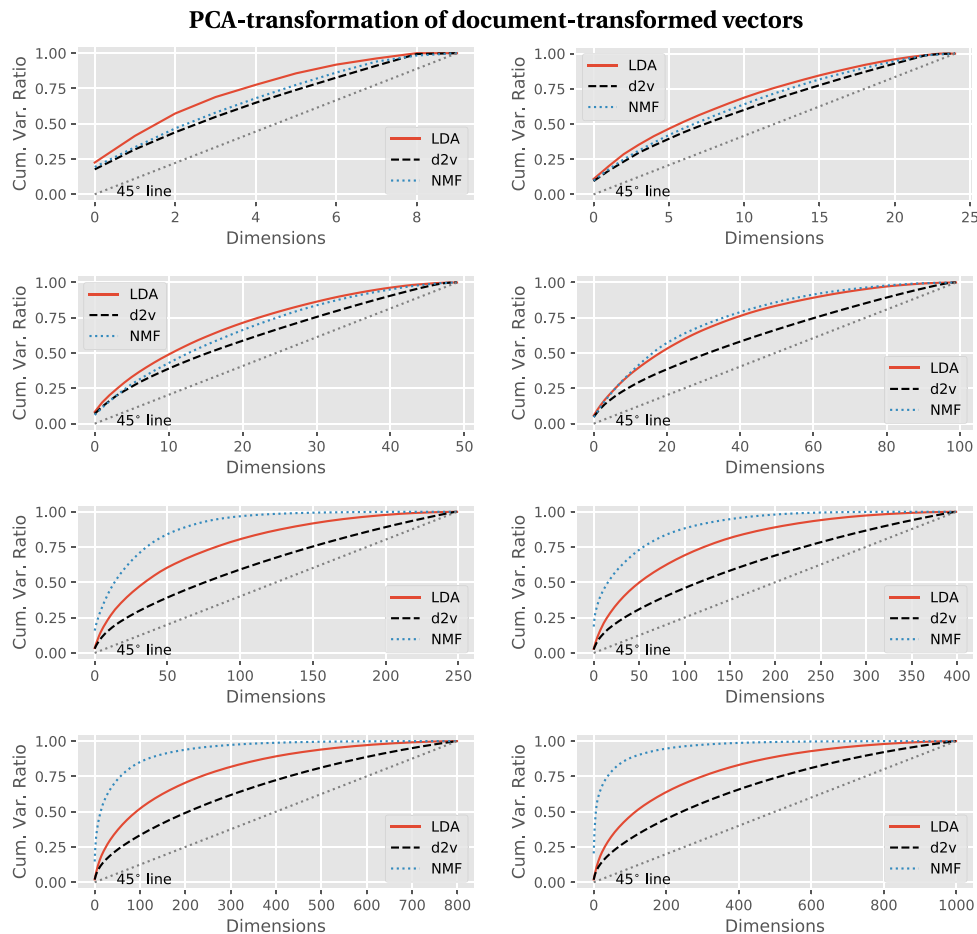 PCA-transformation of document-transformed vectors
Cum. Var. Ratio
1.00
0.75
0.50
0.25
0.00
45° line
LDA
d2v
NMF
0 2 4 6 8
Dimensions
Cum. Var. Ratio
1.00
0.75
0.50
0.25
0.00
LDA
d2v
NMF
45° line
0 5 10 15 20 25
Dimensions
Cum. Var. Ratio
1.00
0.75
0.50
0.25
0.00
LDA
d2v
NMF
45° line
0 10 20 30 40 50
Dimensions
Cum. Var. Ratio
1.00
0.75
0.50
0.25
0.00
45° line
LDA
d2v
NMF
0 20 40 60 80 100
Dimensions
Cum. Var. Ratio
1.00
0.75
0.50
0.25
0.00
45° line
LDA
d2v
NMF
0 50 100 150 200 250
Dimensions
Cum. Var. Ratio
1.00
0.75
0.50
0.25
0.00
45° line
LDA
d2v
NMF
0 50 100 150 200 250 300 350 400
Dimensions
Cum. Var. Ratio
1.00
0.75
0.50
0.25
0.00
45° line
LDA
d2v
NMF
0 100 200 300 400 500 600 700 800
Dimensions
Cum. Var. Ratio
1.00
0.75
0.50
0.25
0.00
45° line
LDA
d2v
NMF
0 200 400 600 800 1000
Dimensions